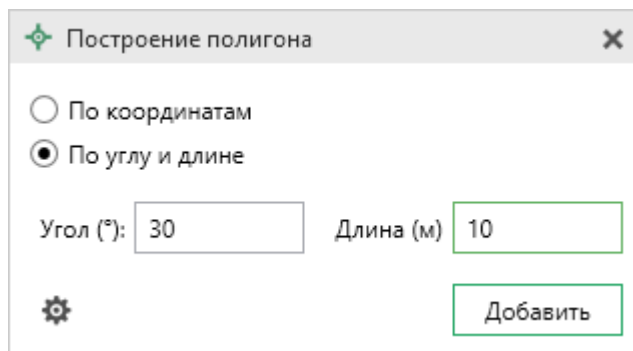 Построение полигона
По координатам
По углу и длине
Угол (°): 30 Длина (м) 10
Добавить